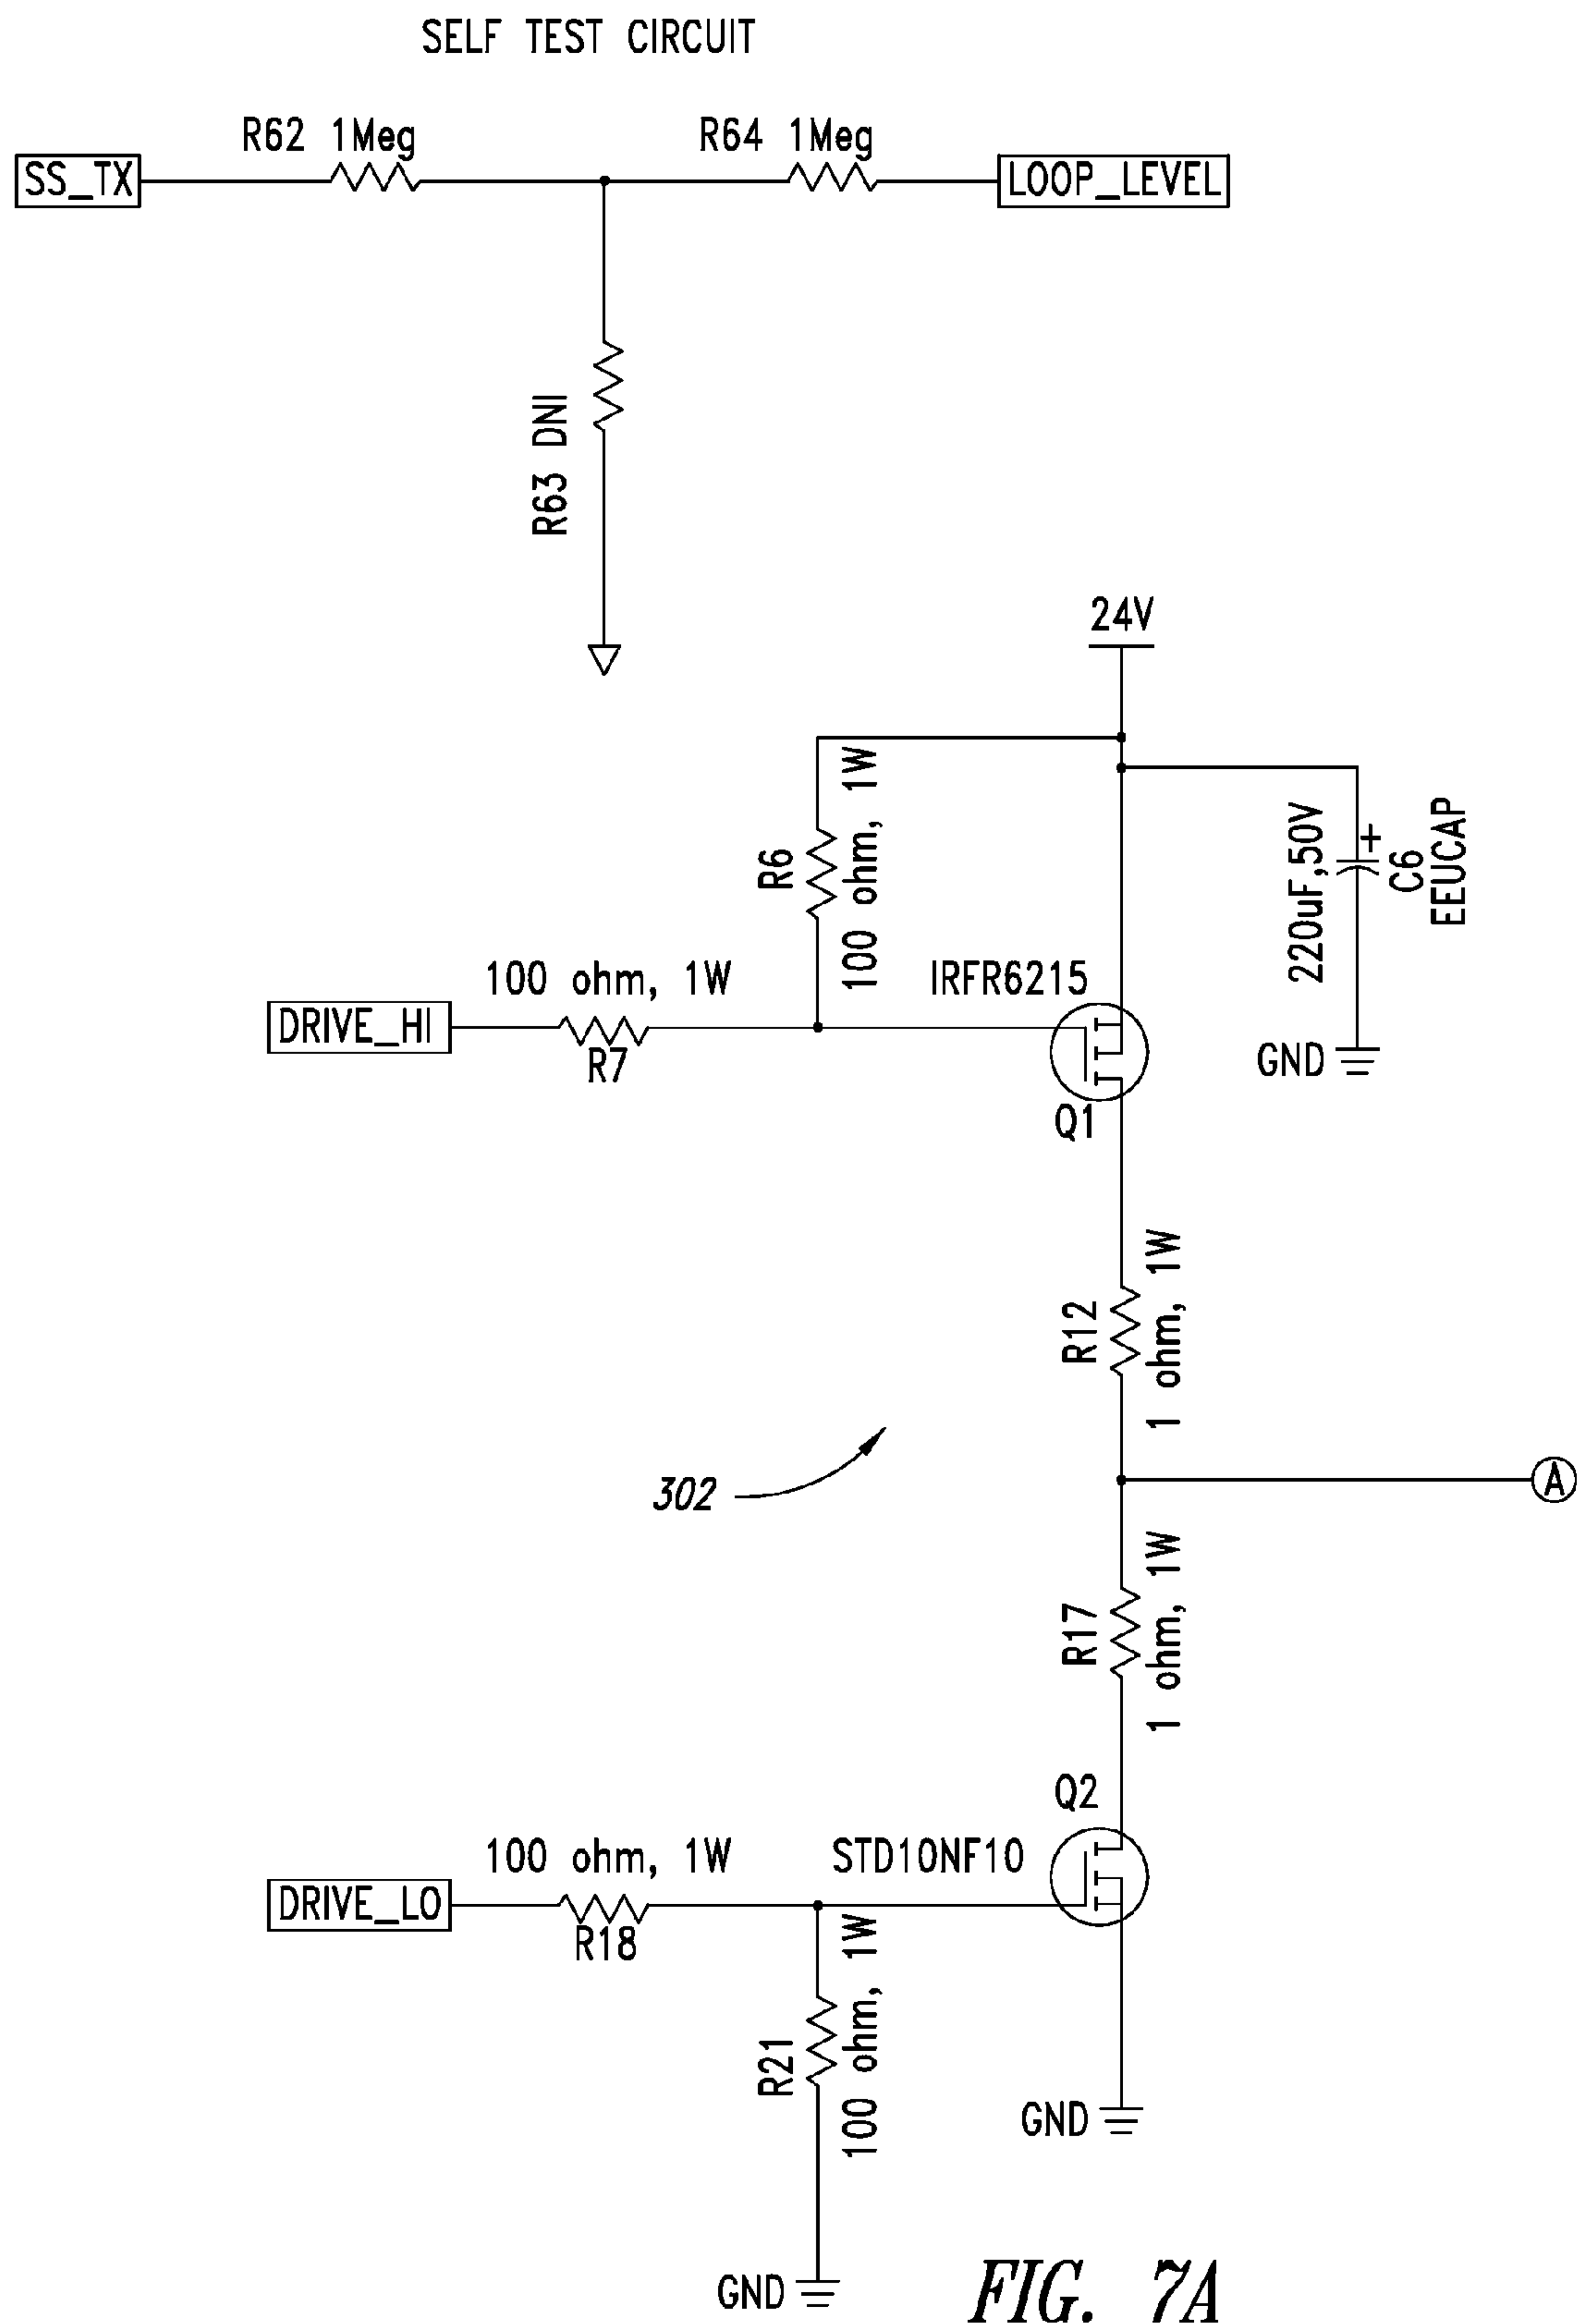 SELF TEST CIRCUIT
R62 1Meg
R64 1Meg
SS_TX
LOOP_LEVEL
R63 DNI
24V
R6
100 ohm, 1W
220uF,50V
+
C6
EEUCAP
100 ohm, 1W
IRFR6215
DRIVE_HI
R7
GND
Q1
R12
1 ohm, 1W
302
A
R17
1 ohm, 1W
Q2
100 ohm, 1W
STD10NF10
DRIVE_LO
R18
R21
100 ohm, 1W
GND
GND
FIG. 7A